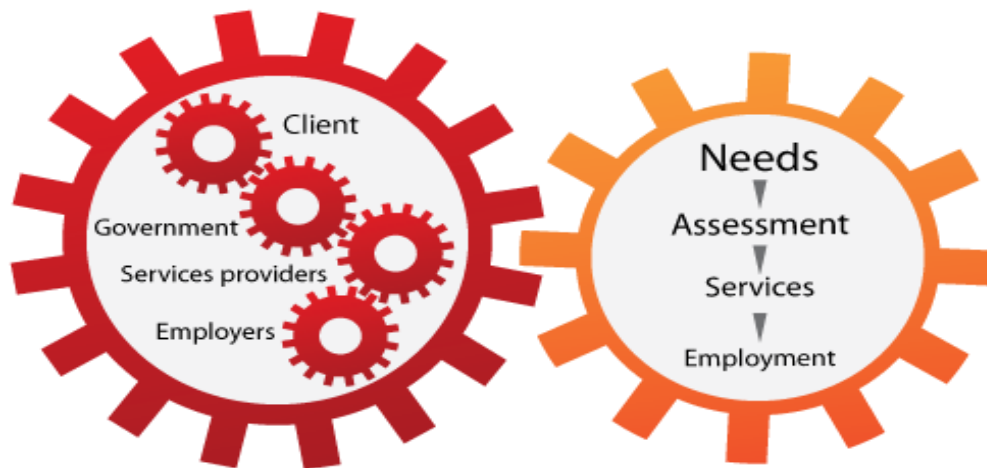 Client
Government
Services providers
Employers
Needs
Assessment
Services
Employment